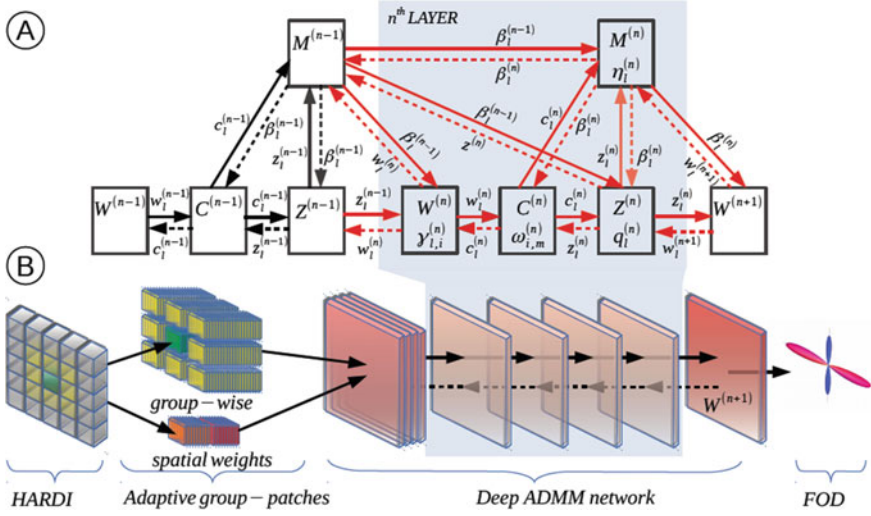 A
n^th LAYER
M^(n-1)
β_l^(n-1)
M^(n)
η_l^(n)
β_l^(n)
c_l^(n-1)
β_l^(n-1)
z_l^(n-1)
β_l^(n-1)
β_l^(n-1)
w_l^(n)
β_l^(n-1)
z^(n)
c_l^(n)
β_l^(n)
z_l^(n)
β_l^(n)
β_l^(n)
w_l^(n+1)
W^(n-1)
w_l^(n-1)
c_l^(n-1)
C^(n-1)
c_l^(n-1)
z_l^(n-1)
Z^(n-1)
z_l^(n-1)
w_l^(n)
W^(n)
γ_l,i^(n)
w_l^(n)
c_l^(n)
C^(n)
ω_i,m^(n)
c_l^(n)
z_l^(n)
Z^(n)
q_l^(n)
z_l^(n)
w_l^(n+1)
W^(n+1)
B
group-wise
spatial weights
W^(n+1)
HARDI
Adaptive group-patches
Deep ADMM network
FOD